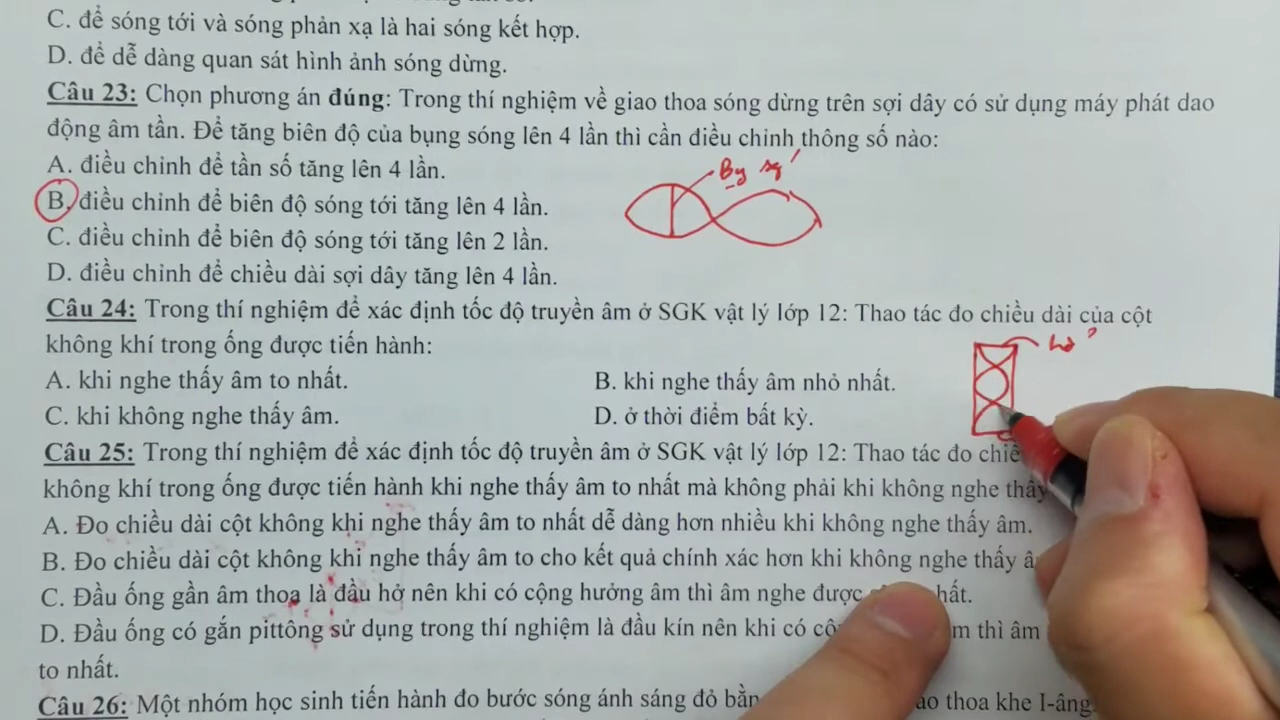 C. để sóng tới và sóng phản xạ là hai sóng kết hợp.
D. để dễ dàng quan sát hình ảnh sóng dừng.
Câu 23: Chọn phương án đúng: Trong thí nghiệm về giao thoa sóng dừng trên sợi dây có sử dụng máy phát dao
động âm tần. Để tăng biên độ của bụng sóng lên 4 lần thì cần điều chỉnh thông số nào:
A. điều chỉnh để tần số tăng lên 4 lần.
B. điều chỉnh để biên độ sóng tới tăng lên 4 lần.
C. điều chỉnh để biên độ sóng tới tăng lên 2 lần.
D. điều chỉnh để chiều dài sợi dây tăng lên 4 lần.
Câu 24: Trong thí nghiệm để xác định tốc độ truyền âm ở SGK vật lý lớp 12: Thao tác đo chiều dài của cột
không khí trong ống được tiến hành:
A. khi nghe thấy âm to nhất. B. khi nghe thấy âm nhỏ nhất.
C. khi không nghe thấy âm. D. ở thời điểm bất kỳ.
Câu 25: Trong thí nghiệm để xác định tốc độ truyền âm ở SGK vật lý lớp 12: Thao tác đo
không khí trong ống được tiến hành khi nghe thấy âm to nhất mà không phải khi không nghe
A. Đo chiều dài cột không khi nghe thấy âm to nhất dễ dàng hơn nhiều khi không nghe thấy âm.
B. Đo chiều dài cột không khi nghe thấy âm to cho kết quả chính xác hơn khi không nghe thấy
C. Đầu ống gần âm thoa là đầu hở nên khi có cộng hưởng âm thì âm nghe được
D. Đầu ống có gắn pittông sử dụng trong thí nghiệm là đầu kín nên khi có thì âm
to nhất.
Câu 26: Một nhóm học sinh tiến hành đo bước sóng ánh sáng đỏ thoa khe I-âng